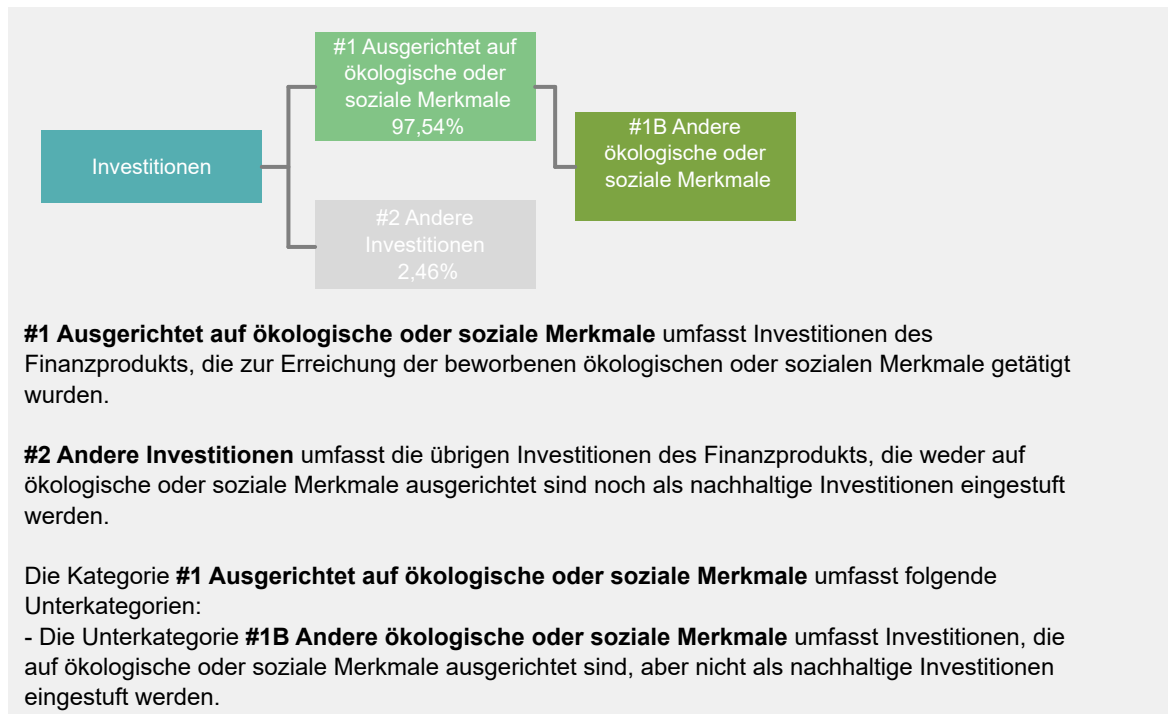 #1 Ausgerichtet auf
ökologische oder
soziale Merkmale
97,54%
Investitionen
#1B Andere
ökologische oder
soziale Merkmale
#2 Andere
Investitionen
2,46%
#1 Ausgerichtet auf ökologische oder soziale Merkmale umfasst Investitionen des
Finanzprodukts, die zur Erreichung der beworbenen ökologischen oder sozialen Merkmale getätigt
wurden.
#2 Andere Investitionen umfasst die übrigen Investitionen des Finanzprodukts, die weder auf
ökologische oder soziale Merkmale ausgerichtet sind noch als nachhaltige Investitionen eingestuft
werden.
Die Kategorie #1 Ausgerichtet auf ökologische oder soziale Merkmale umfasst folgende
Unterkategorien:
- Die Unterkategorie #1B Andere ökologische oder soziale Merkmale umfasst Investitionen, die
auf ökologische oder soziale Merkmale ausgerichtet sind, aber nicht als nachhaltige Investitionen
eingestuft werden.